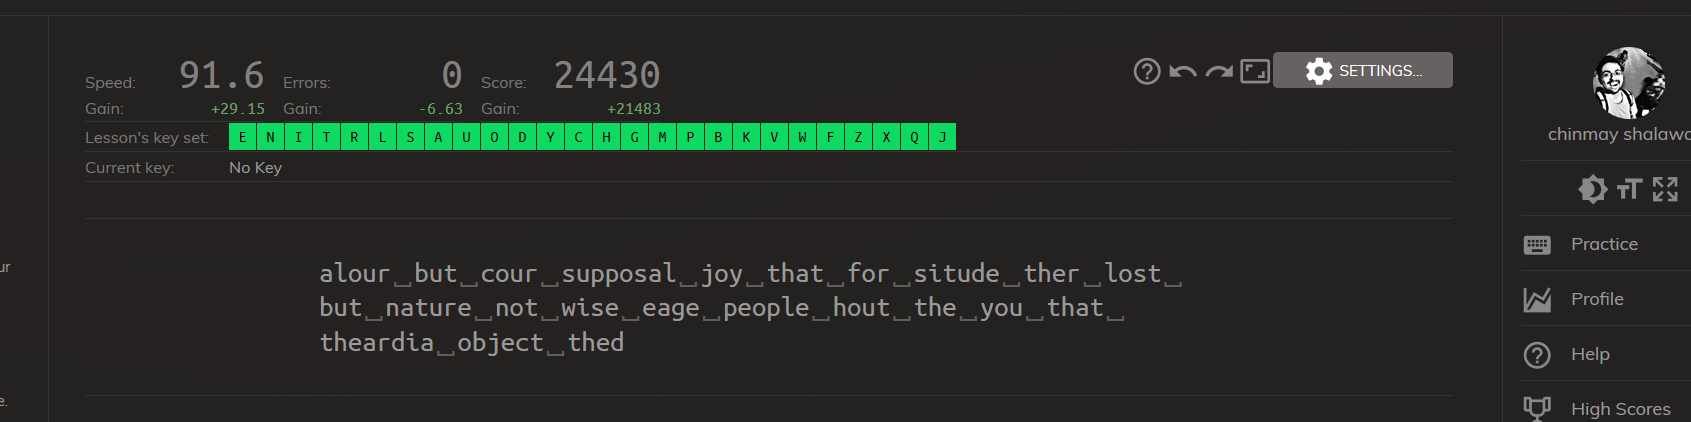 Speed: 91.6 Errors: 0 Score: 24430
Gain: +29.15 Gain: -6.63 Gain: +21483
Lesson's key set: E N I T R L S A U O D Y C H G M P B K V W F Z X Q J
Current key: No Key
SETTINGS...
alour␣but␣cour␣supposal␣joy␣that␣for␣situde␣ther␣lost␣
but␣nature␣not␣wise␣eage␣people␣hout␣the␣you␣that␣
theardia␣object␣thed
chinmay
Practice
Profile
Help
High Scores